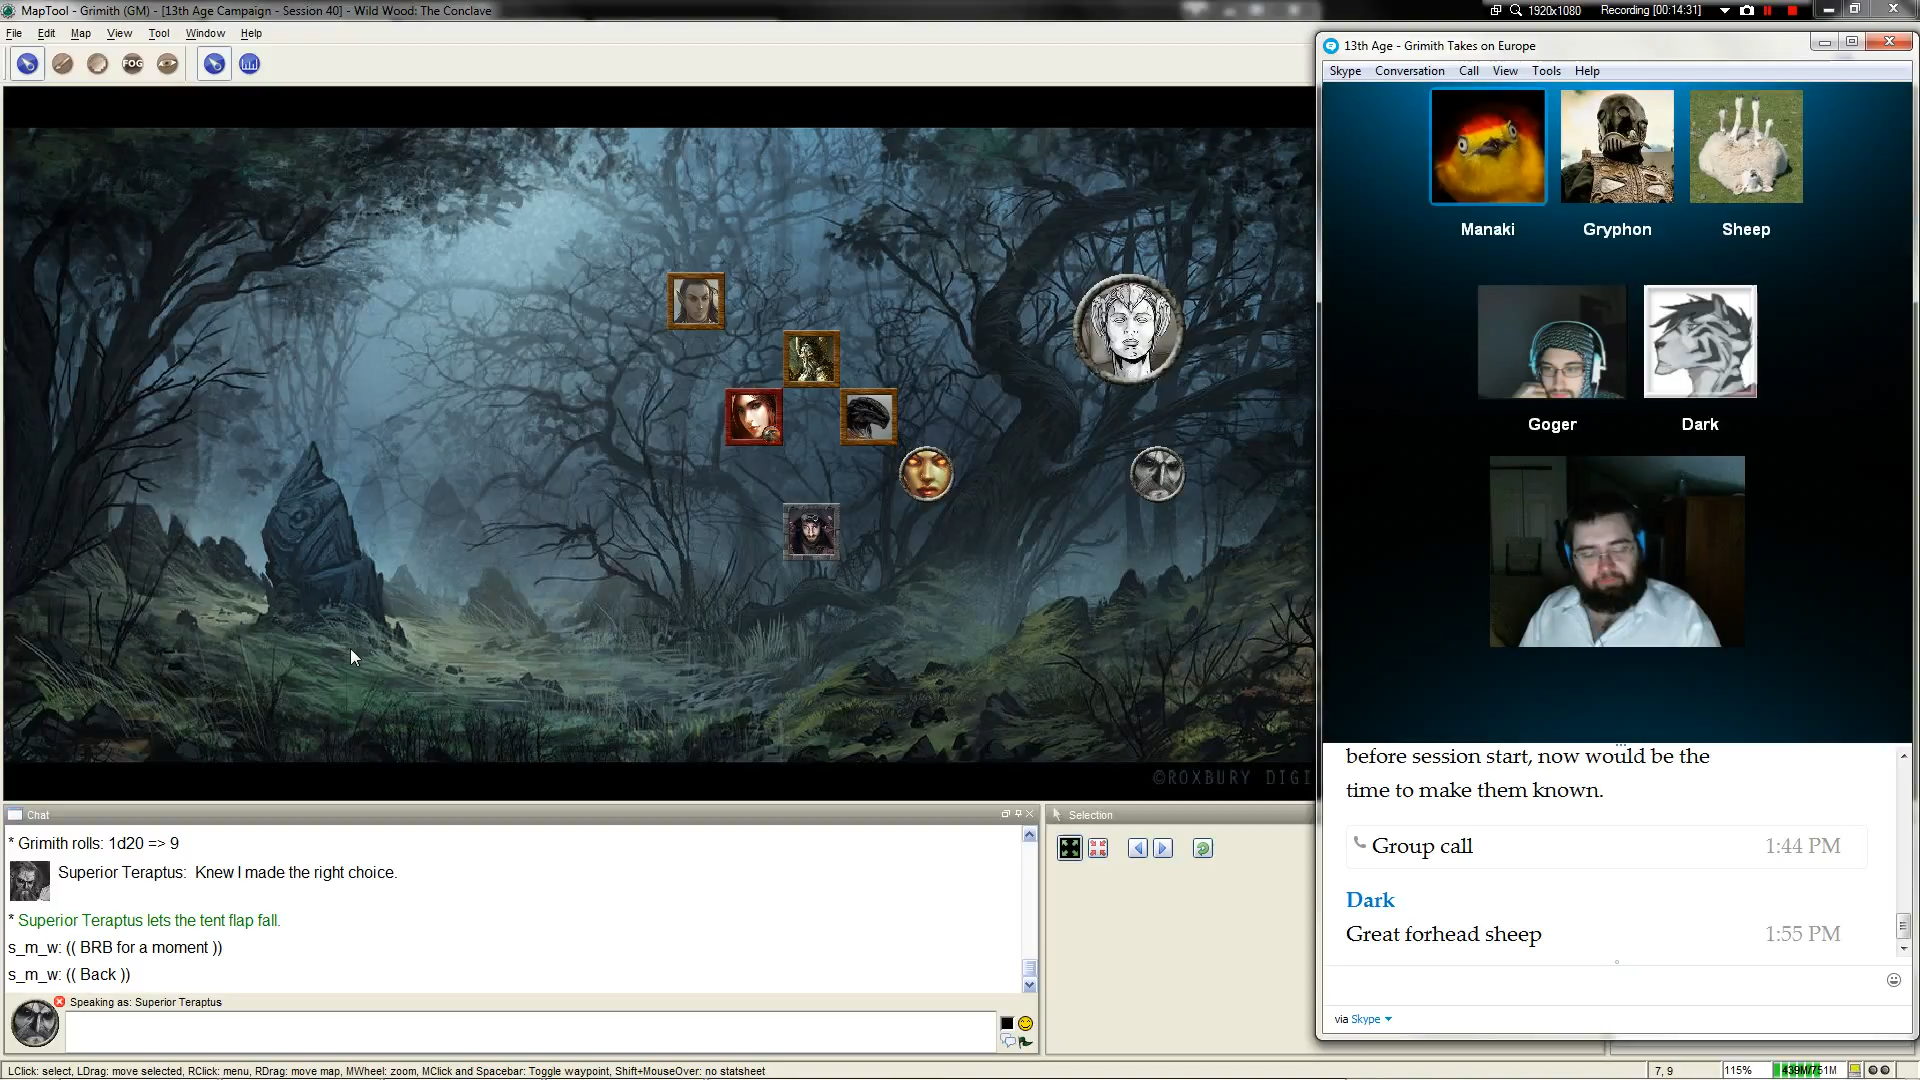 MapTool - Grimith (GM) - [13th Age Campaign - Session 40] - Wild Wood: The Conclave
1920x1080
Recording [00:14:31]
File Edit Map View Tool Window Help
FOG
13th Age - Grimith Takes on Europe
Skype Conversation Call View Tools Help
Manaki
Gryphon
Sheep
Goger
Dark
©ROXBURY DIGI
before session start, now would be the
time to make them known.
Group call 1:44 PM
Dark
Great forhead sheep 1:55 PM
via Skype
Chat
* Grimith rolls: 1d20 => 9
Superior Teraptus: Knew I made the right choice.
* Superior Teraptus lets the tent flap fall.
s_m_w: (( BRB for a moment ))
s_m_w: (( Back ))
Speaking as: Superior Teraptus
Selection
LClick: select, LDrag: move selected, RClick: menu, RDrag: move map, MWheel: zoom, MClick and Spacebar: Toggle waypoint, Shift+MouseOver: no statsheet
7, 9
115%
439M/751M